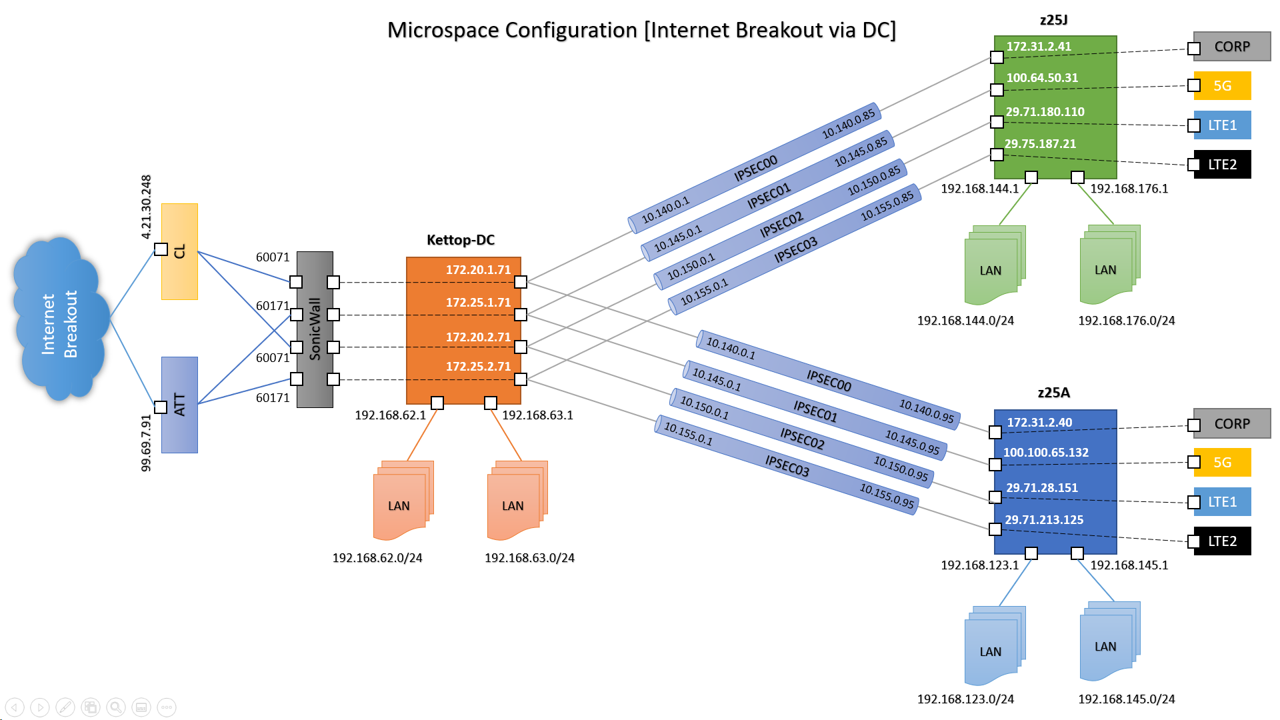 Microspace Configuration [Internet Breakout via DC]
Internet
Breakout
4.21.30.248
CL
99.69.7.91
ATT
60071
60171
60071
60171
SonicWall
Kettop-DC
172.20.1.71
172.25.1.71
172.20.2.71
172.25.2.71
192.168.62.1
192.168.63.1
LAN
LAN
192.168.62.0/24
192.168.63.0/24
10.140.0.1
IPSEC00
10.140.0.85
10.145.0.1
IPSEC01
10.145.0.85
10.150.0.1
IPSEC02
10.150.0.85
10.155.0.1
IPSEC03
10.155.0.85
10.140.0.1
IPSEC00
10.140.0.95
10.145.0.1
IPSEC01
10.145.0.95
10.150.0.1
IPSEC02
10.150.0.95
10.155.0.1
IPSEC03
10.155.0.95
z25J
172.31.2.41
100.64.50.31
29.71.180.110
29.75.187.21
CORP
5G
LTE1
LTE2
192.168.144.1
192.168.176.1
LAN
LAN
192.168.144.0/24
192.168.176.0/24
z25A
172.31.2.40
100.100.65.132
29.71.28.151
29.71.213.125
CORP
5G
LTE1
LTE2
192.168.123.1
192.168.145.1
LAN
LAN
192.168.123.0/24
192.168.145.0/24